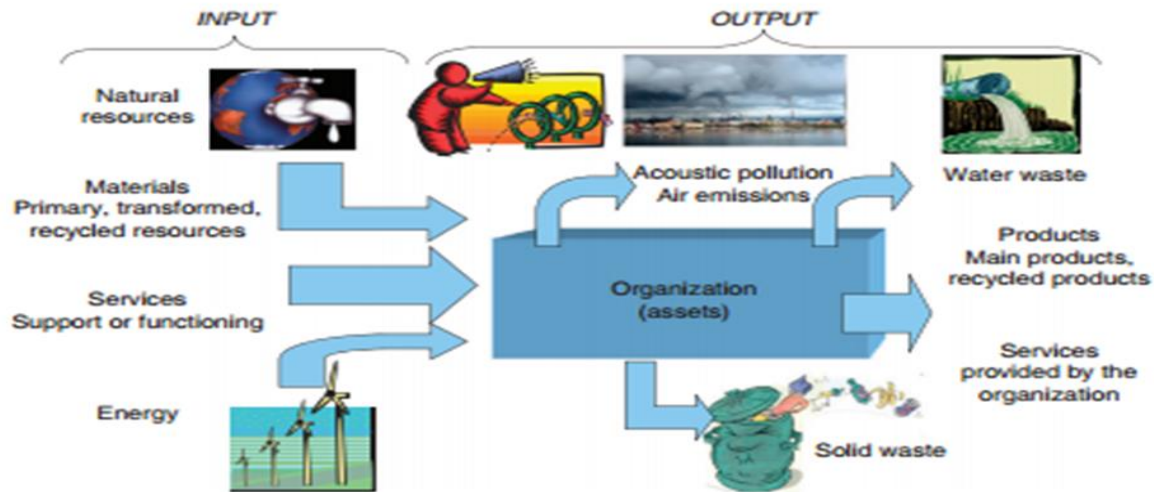 INPUT
OUTPUT
Natural
resources
Materials
Primary, transformed,
recycled resources
Services
Support or functioning
Energy
Acoustic pollution
Air emissions
Water waste
Organization
(assets)
Products
Main products,
recycled products
Services
provided by the
organization
Solid waste